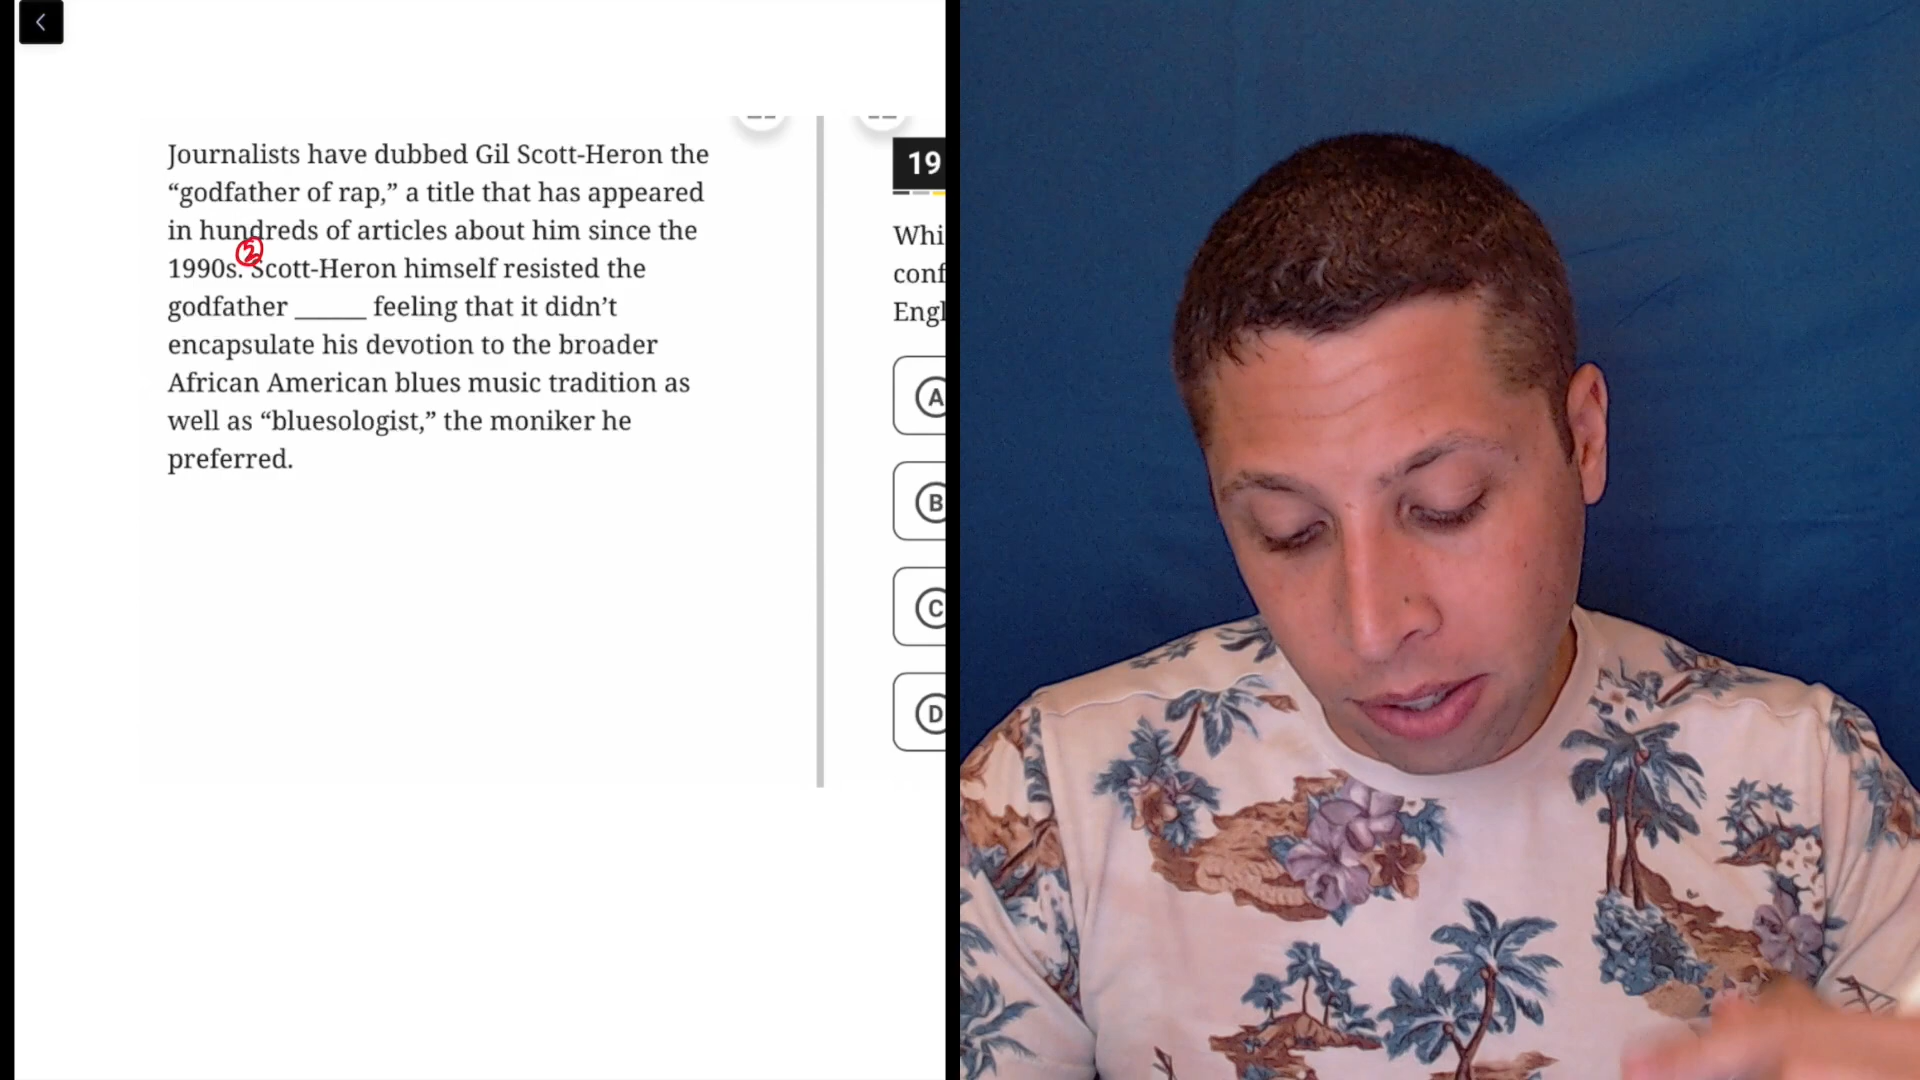 Journalists have dubbed Gil Scott-Heron the
“godfather of rap,” a title that has appeared
in hundreds of articles about him since the
2
1990s. Scott-Heron himself resisted the
godfather ______ feeling that it didn’t
encapsulate his devotion to the broader
African American blues music tradition as
well as “bluesologist,” the moniker he
preferred.
19
Whi
conf
Engl
A
B
C
D